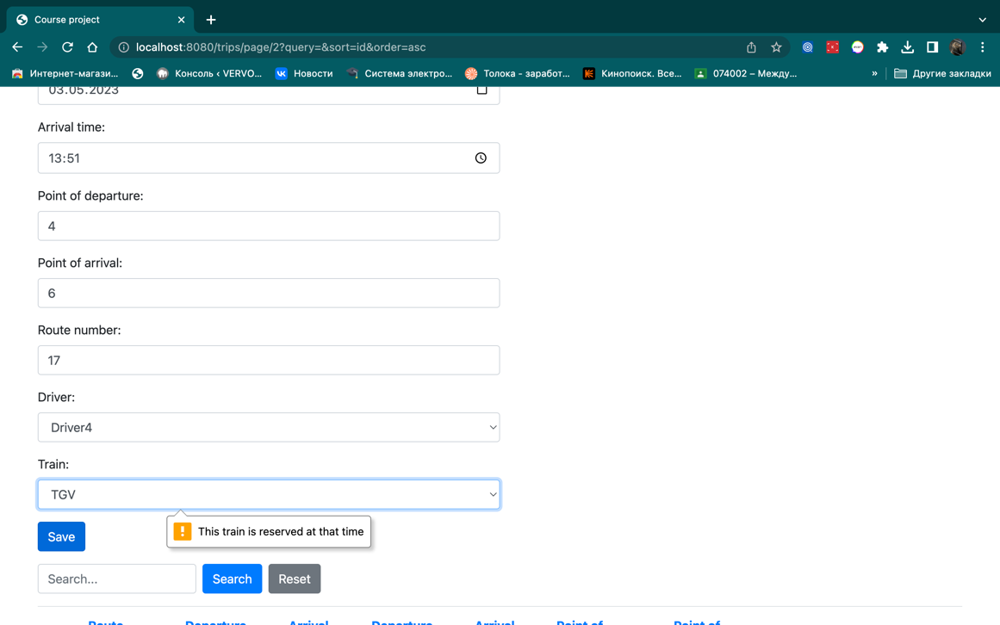 Course project
localhost:8080/trips/page/2?query=&sort=id&order=asc
Интернет-магази...
Консоль ‹ VERVO...
Новости
Система электро...
Толока - заработ...
Кинопоиск. Все...
074002 – Между...
»
Другие закладки
03.05.2023
Arrival time:
13:51
Point of departure:
4
Point of arrival:
6
Route number:
17
Driver:
Driver4
Train:
TGV
This train is reserved at that time
Save
Search...
Search
Reset
Route
Departure
Arrival
Departure
Arrival
Point of
Point of